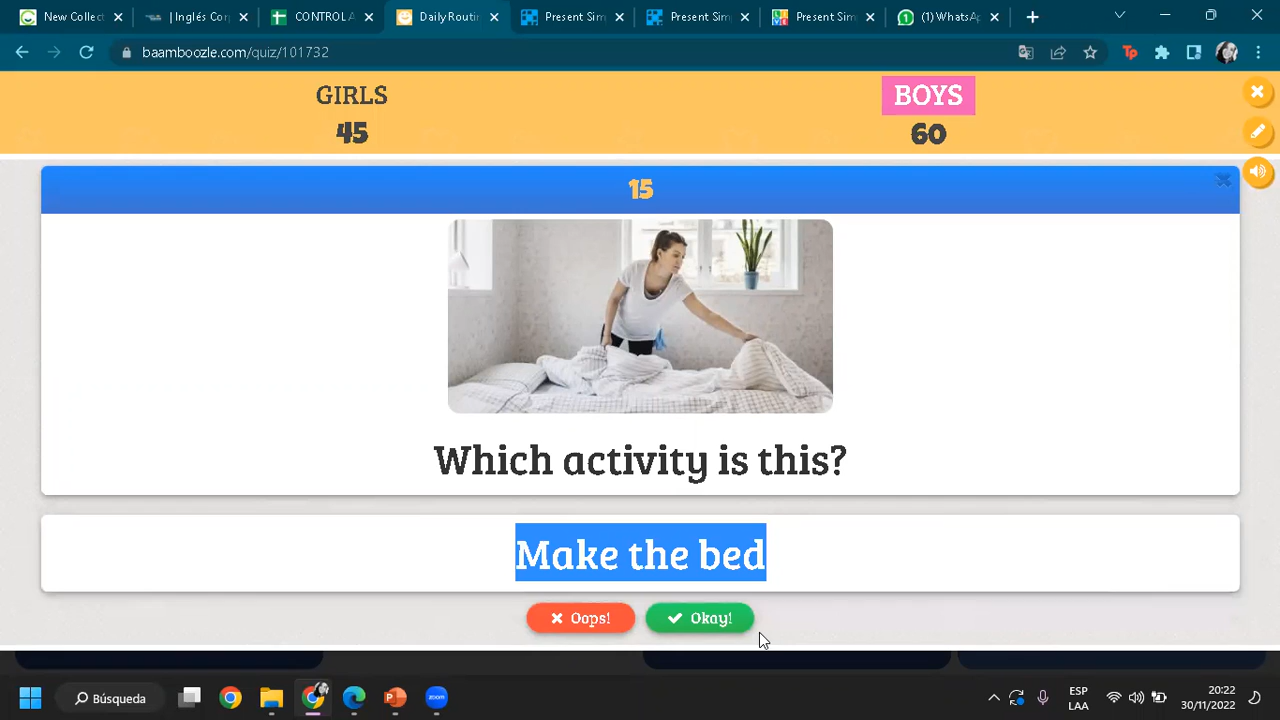 New Collect
| Inglés Cor
CONTROL A
Daily Routin
Present Sim
Present Sim
Present Sim
(1) WhatsAp
baamboozle.com/quiz/101732
GIRLS
45
BOYS
60
15
Which activity is this?
Make the bed
Oops!
Okay!
Búsqueda
zoom
ESP
LAA
20:22
30/11/2022